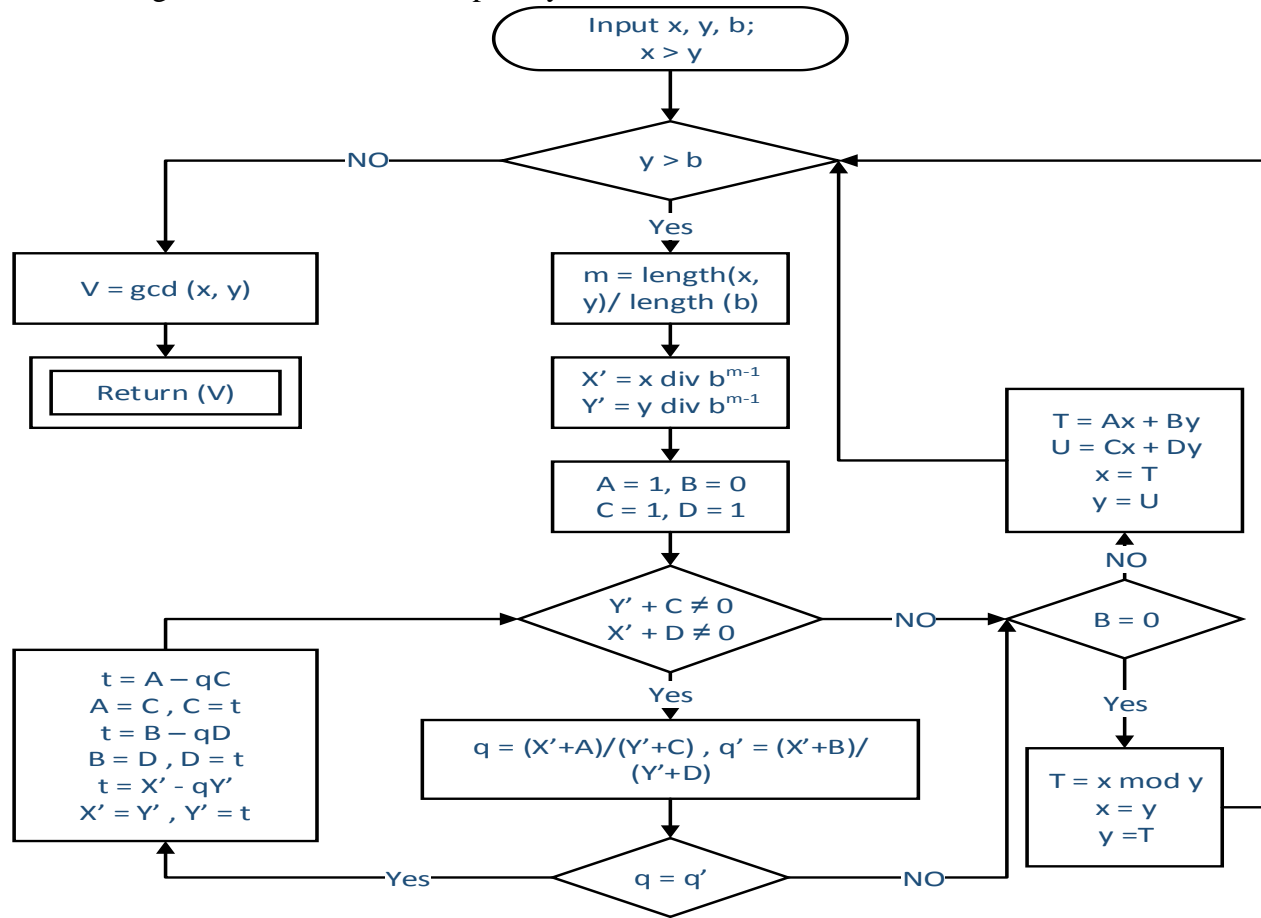 Input x, y, b;
x > y
y > b
NO
Yes
V = gcd (x, y)
Return (V)
m = length(x,
y)/ length (b)
X’ = x div b^{m-1}
Y’ = y div b^{m-1}
A = 1, B = 0
C = 1, D = 1
Y’ + C ≠ 0
X’ + D ≠ 0
NO
Yes
q = (X’+A)/(Y’+C) , q’ = (X’+B)/
(Y’+D)
q = q’
Yes
NO
t = A – qC
A = C , C = t
t = B – qD
B = D , D = t
t = X’ - qY’
X’ = Y’ , Y’ = t
B = 0
NO
T = Ax + By
U = Cx + Dy
x = T
y = U
Yes
T = x mod y
x = y
y =T